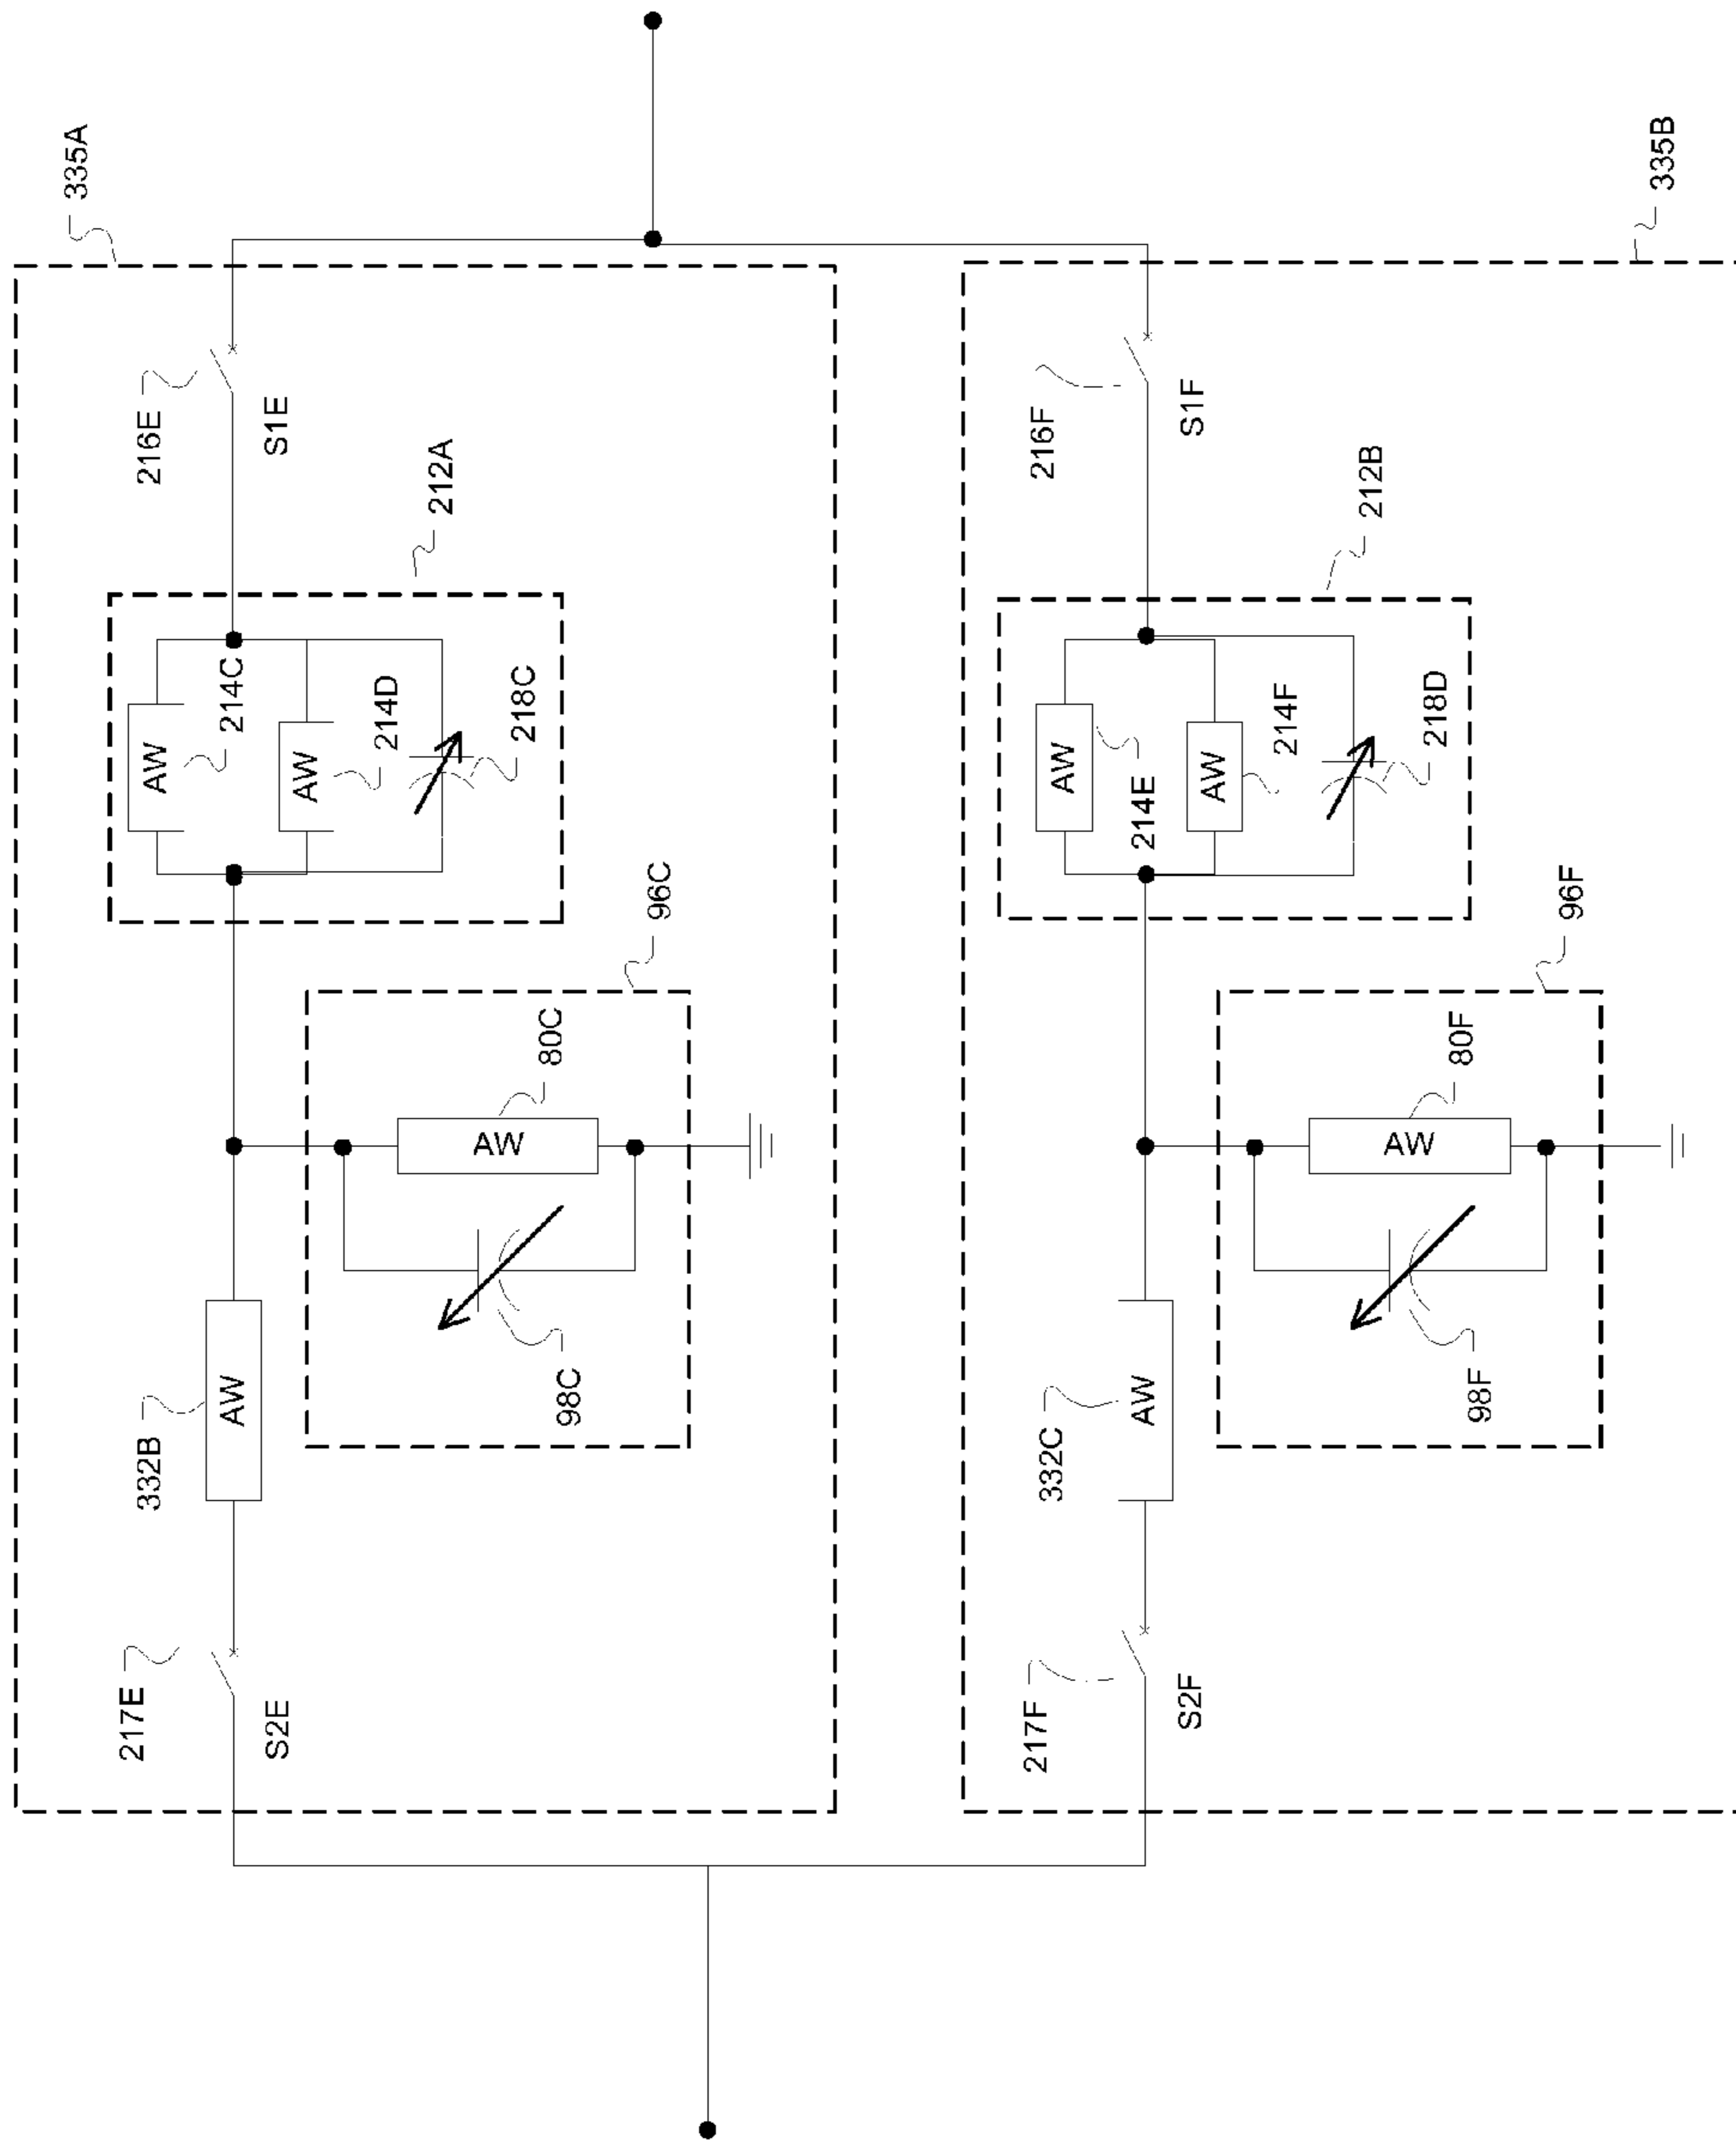 335A
217E
332B
216E
AW
214C
AW
S2E
S1E
AW
214D
212A
AW
218C
80C
98C
96C
217F
332C
216F
AW
214E
AW
S2F
S1F
AW
214F
212B
AW
218D
80F
98F
96F
335B